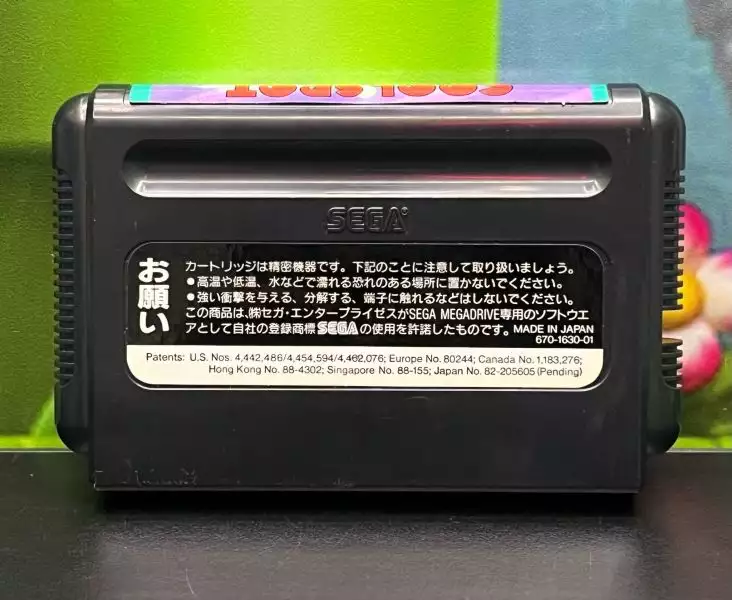 COOL SPOT
SEGA
お願い
カートリッジは精密機器です。下記のことに注意して取り扱いましょう。
●高温や低温、水などで濡れる恐れのある場所に置かないでください。
●強い衝撃を与える、分解する、端子に触れるなどはしないでください。
この商品は、㈱セガ・エンタープライゼスがSEGA MEGADRIVE専用のソフトウエ
アとして自社の登録商標SEGAの使用を許諾したものです。MADE IN JAPAN
670-1630-01
Patents: U.S. Nos. 4,442,486/4,454,594/4,462,076; Europe No. 80244; Canada No. 1,183,276;
Hong Kong No. 88-4302; Singapore No. 88-155; Japan No. 82-205605 (Pending)